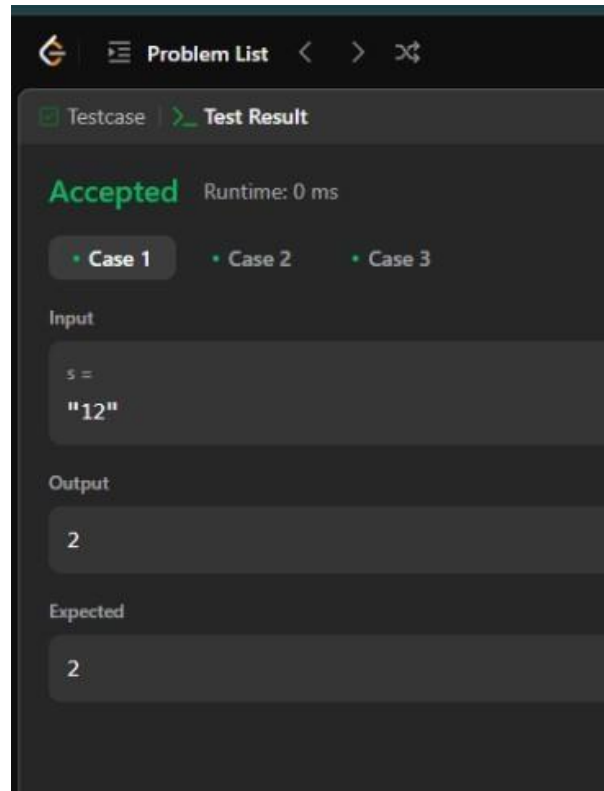 Problem List
Testcase Test Result
Accepted Runtime: 0 ms
Case 1 Case 2 Case 3
Input
s =
"12"
Output
2
Expected
2